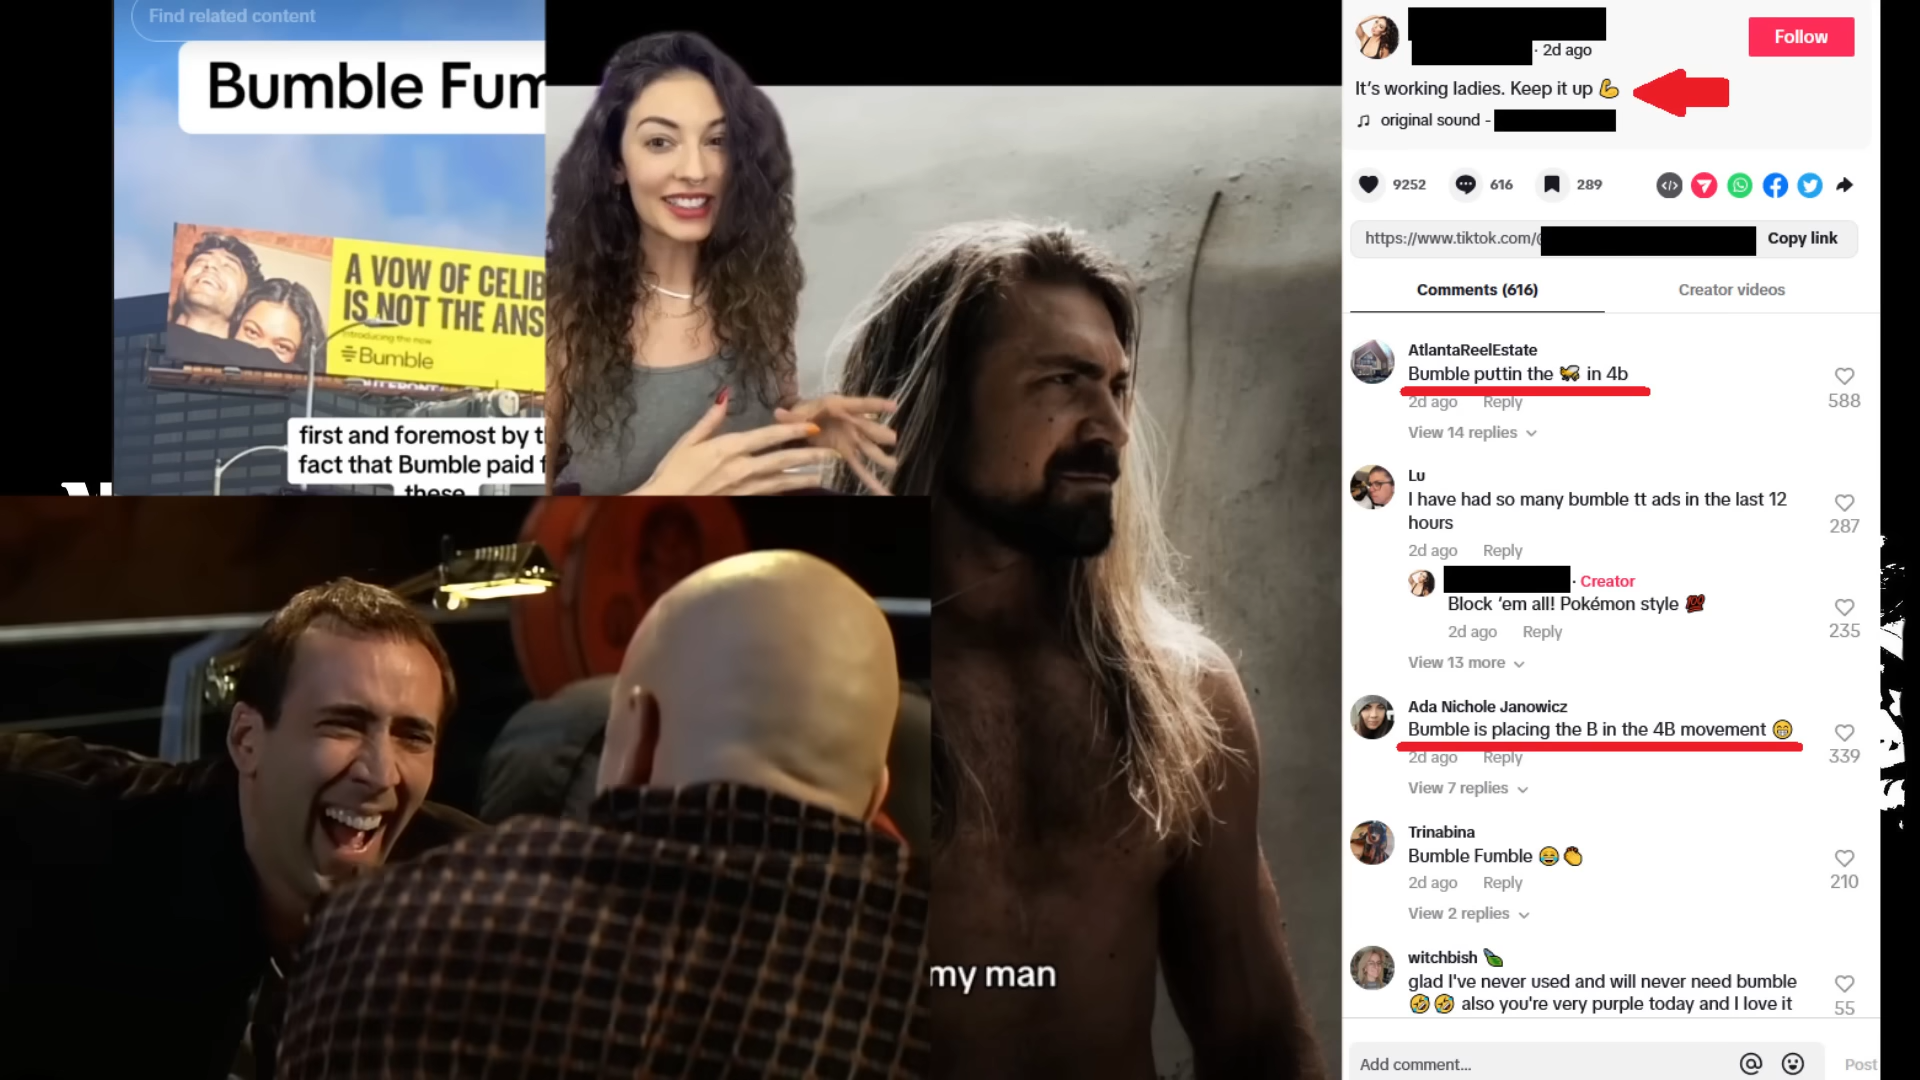 Find related content
Bumble Fum
A VOW OF CELIB
IS NOT THE ANS
Introducing the new
Bumble
first and foremost by t
fact that Bumble paid f
these
my man
· 2d ago
Follow
It’s working ladies. Keep it up 💪
♫ original sound -
9252
616
289
https://www.tiktok.com/@
Copy link
Comments (616)
Creator videos
AtlantaReelEstate
Bumble puttin the 🐝 in 4b
588
2d ago Reply
View 14 replies
Lu
I have had so many bumble tt ads in the last 12
hours
287
2d ago Reply
· Creator
Block ‘em all! Pokémon style 💯
235
2d ago Reply
View 13 more
Ada Nichole Janowicz
Bumble is placing the B in the 4B movement 😁
339
2d ago Reply
View 7 replies
Trinabina
Bumble Fumble 😂👏
210
2d ago Reply
View 2 replies
witchbish
glad I've never used and will never need bumble
🤣🤣 also you're very purple today and I love it
55
Add comment...
Post